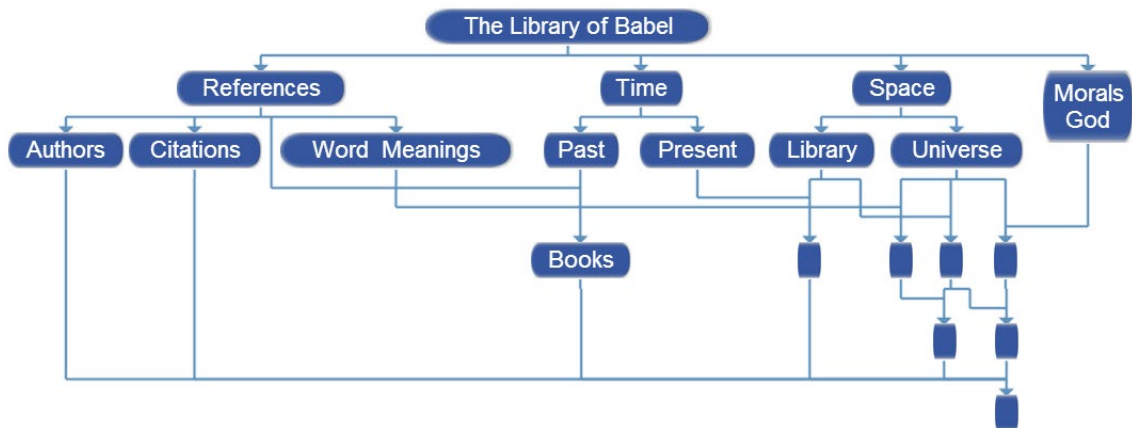 The Library of Babel
References
Time
Space
Morals
God
Authors
Citations
Word Meanings
Past
Present
Library
Universe
Books